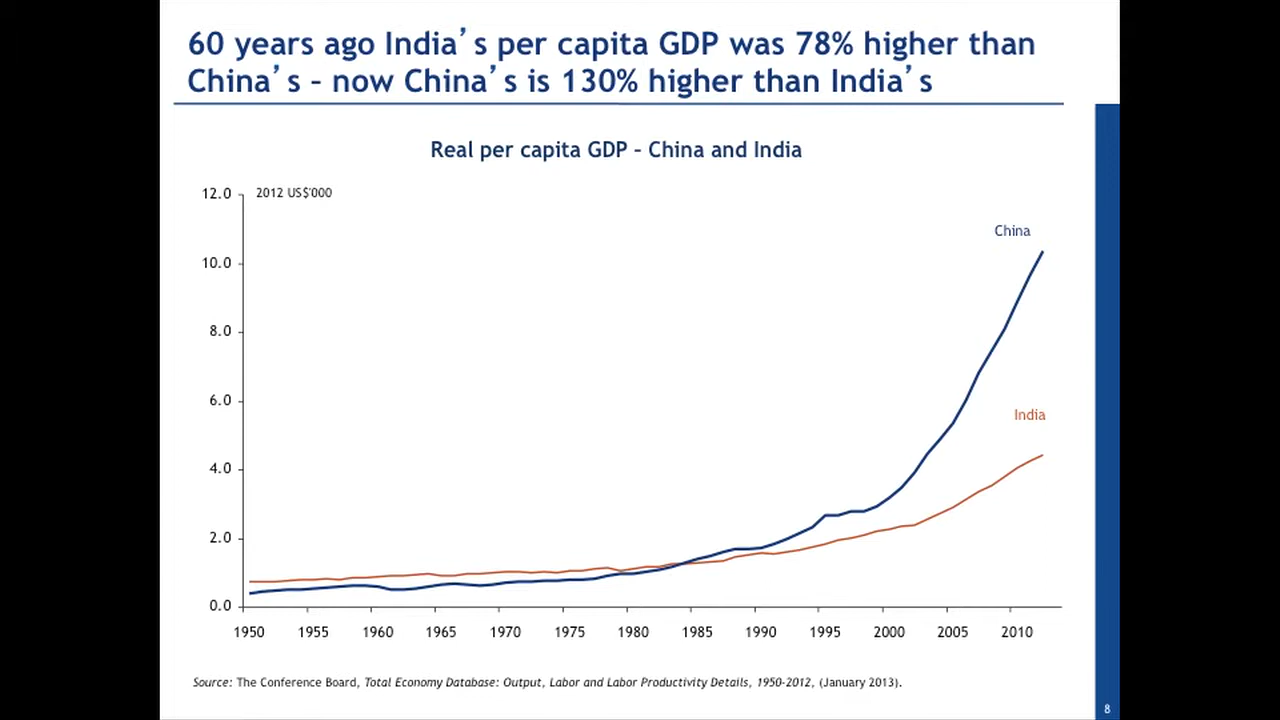 60 years ago India’s per capita GDP was 78% higher than
China’s – now China’s is 130% higher than India’s
Real per capita GDP – China and India
12.0
2012 US$'000
China
10.0
8.0
6.0
India
4.0
2.0
0.0
1950 1955 1960 1965 1970 1975 1980 1985 1990 1995 2000 2005 2010
Source: The Conference Board, Total Economy Database: Output, Labor and Labor Productivity Details, 1950-2012, (January 2013).
8